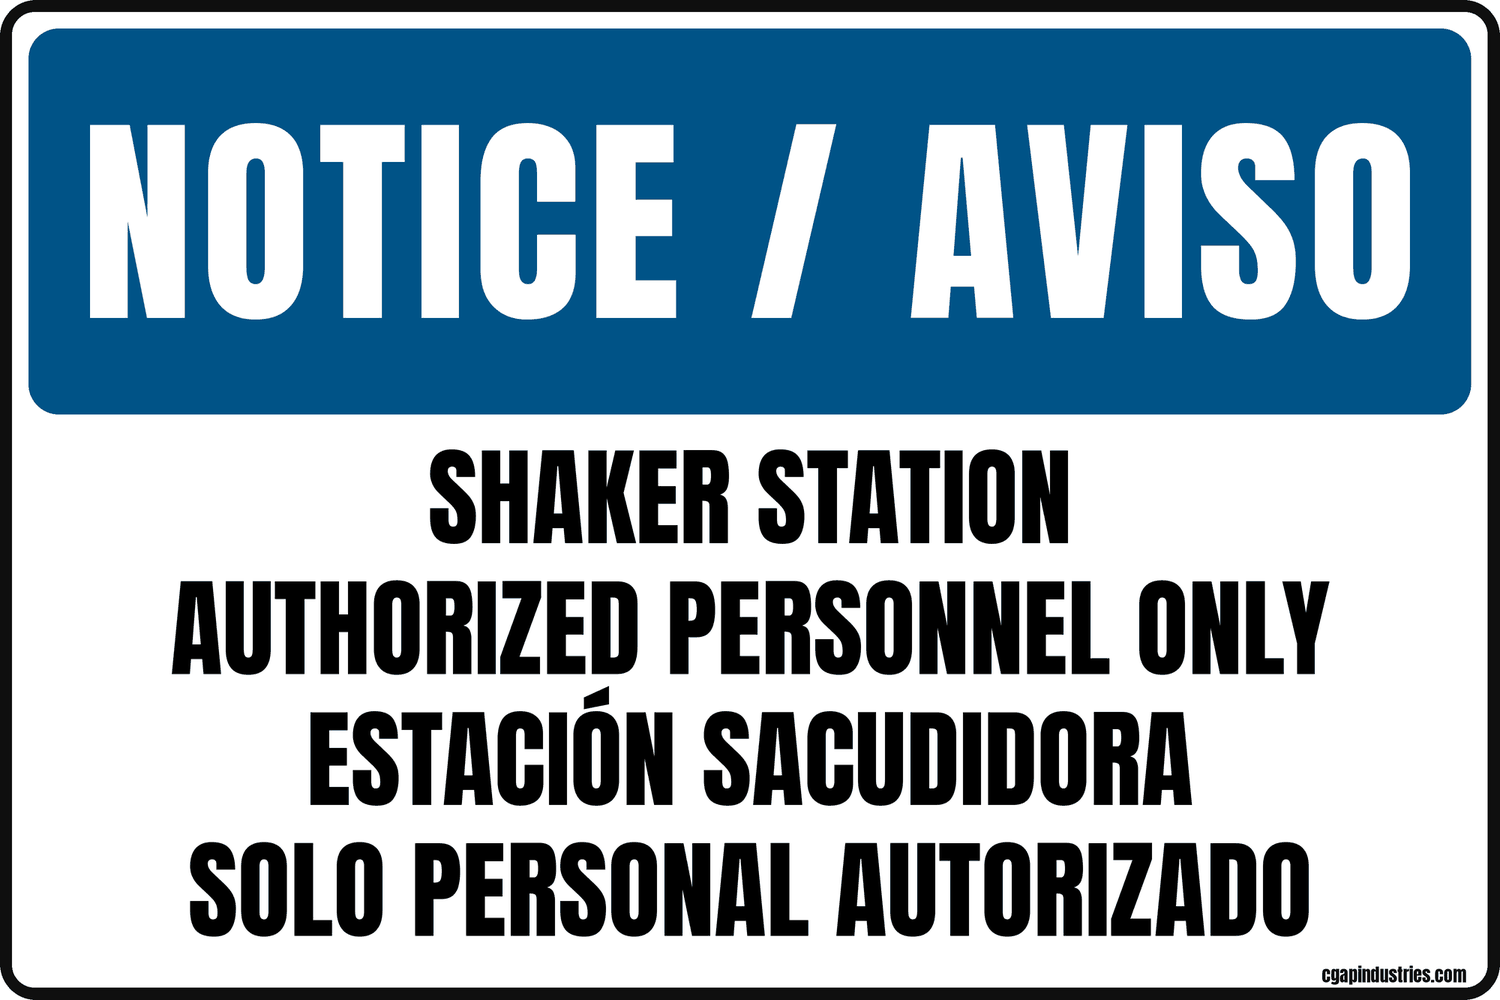 NOTICE / AVISO
SHAKER STATION
AUTHORIZED PERSONNEL ONLY
ESTACIÓN SACUDIDORA
SOLO PERSONAL AUTORIZADO
cgapindustries.com